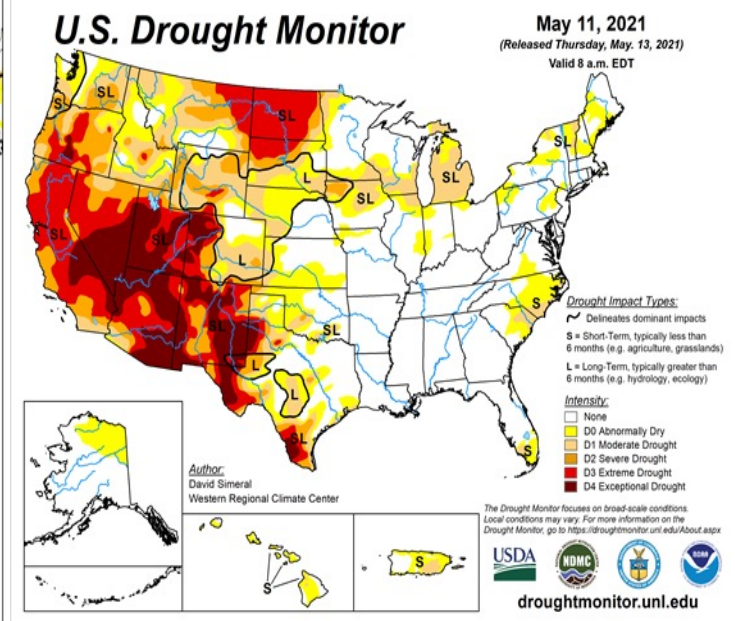 U.S. Drought Monitor
May 11, 2021
(Released Thursday, May. 13, 2021)
Valid 8 a.m. EDT
S
SL
SL
L
SL
SL
SL
SL
SL
L
S
SL
SL
L
L
SL
S
Drought Impact Types:
Delineates dominant impacts
S = Short-Term, typically less than
6 months (e.g. agriculture, grasslands)
L = Long-Term, typically greater than
6 months (e.g. hydrology, ecology)
Intensity:
None
D0 Abnormally Dry
D1 Moderate Drought
D2 Severe Drought
D3 Extreme Drought
D4 Exceptional Drought
Author:
David Simeral
Western Regional Climate Center
S
S
The Drought Monitor focuses on broad-scale conditions.
Local conditions may vary. For more information on the
Drought Monitor, go to https://droughtmonitor.unl.edu/About.aspx
USDA
NDMC
NOAA
droughtmonitor.unl.edu